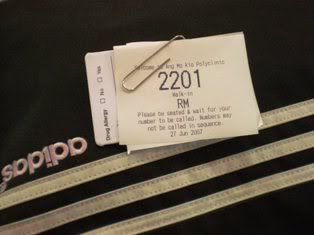 Welcome to Ang Mo Kio Polyclinic
2201
Walk-in
RM
Please be seated & wait for your
number to be called. Numbers may
not be called in sequence.
27 Jun 2007
Drug Allergy
No
Yes
adidas